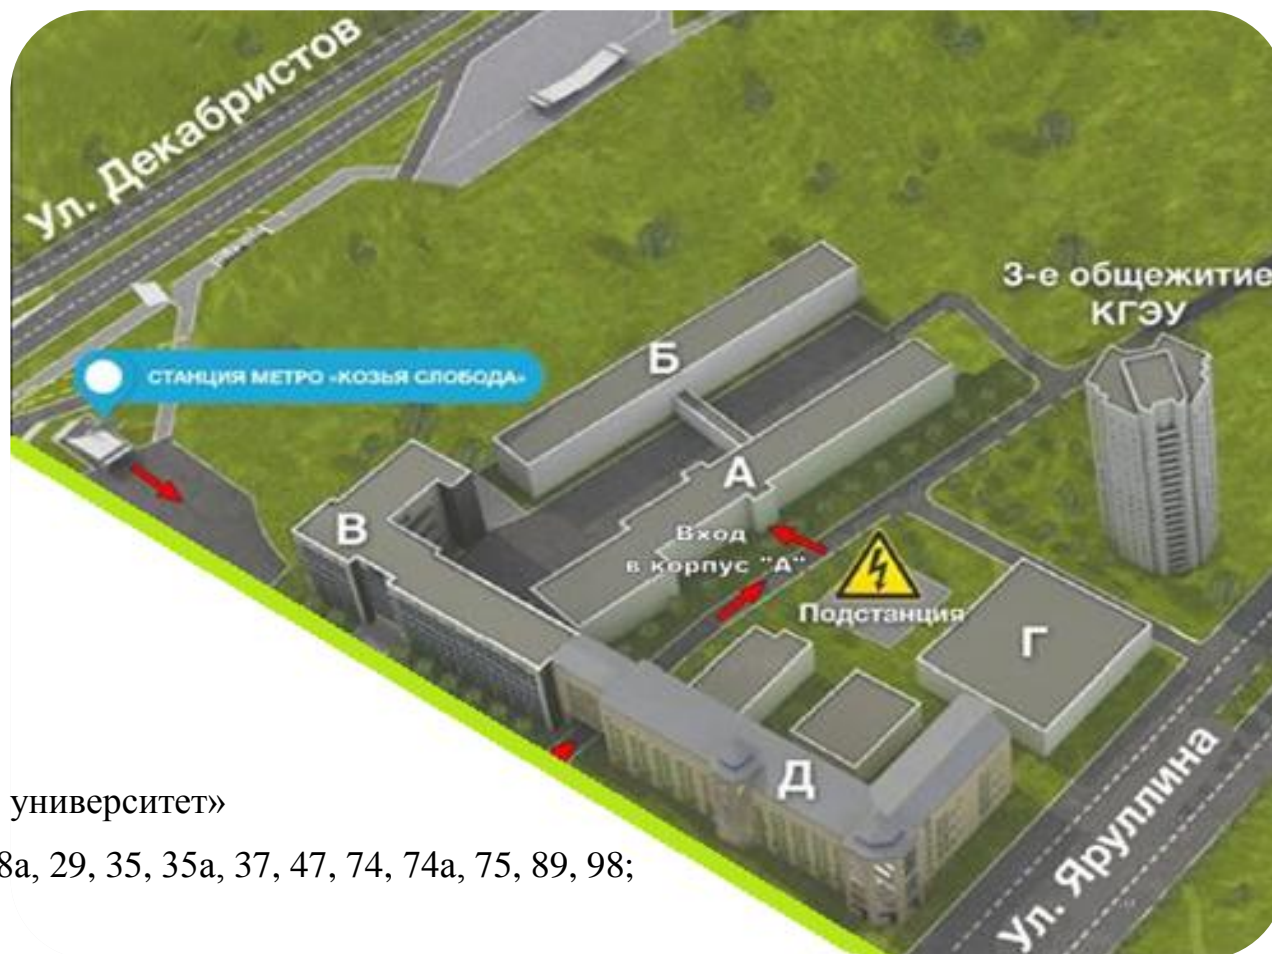 Ул. Декабристов
3-е общежитие
КГЭУ
Б
СТАНЦИЯ МЕТРО «КОЗЬЯ СЛОБОДА»
А
В
Вход
в корпус "А"
Подстанция
Г
Д
Ул. Яруллина
университет»
8а, 29, 35, 35а, 37, 47, 74, 74а, 75, 89, 98;